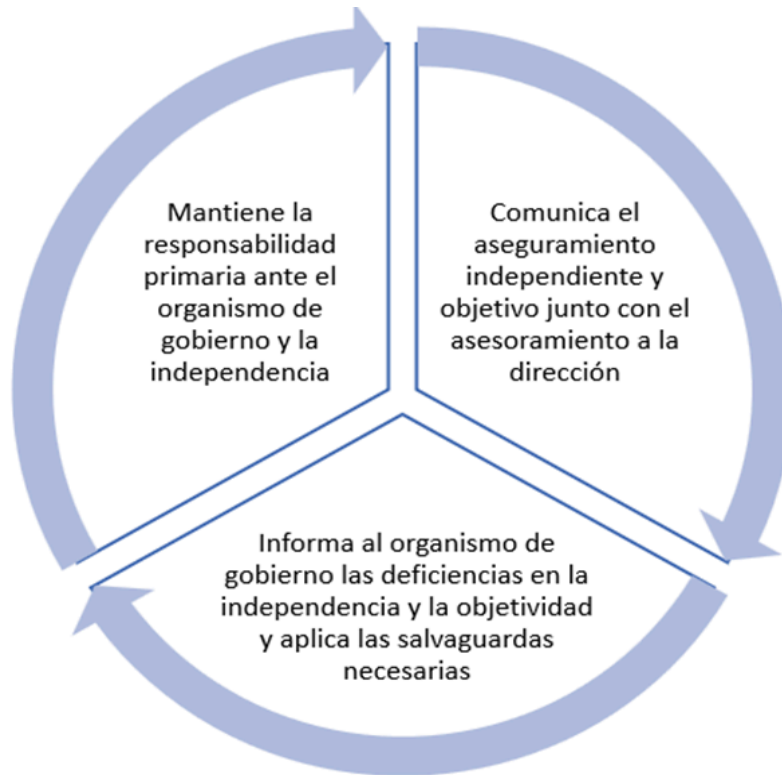 Mantiene la
responsabilidad
primaria ante el
organismo de
gobierno y la
independencia
Comunica el
aseguramiento
independiente y
objetivo junto con el
asesoramiento a la
dirección
Informa al organismo de
gobierno las deficiencias en la
independencia y la objetividad
y aplica las salvaguardas
necesarias